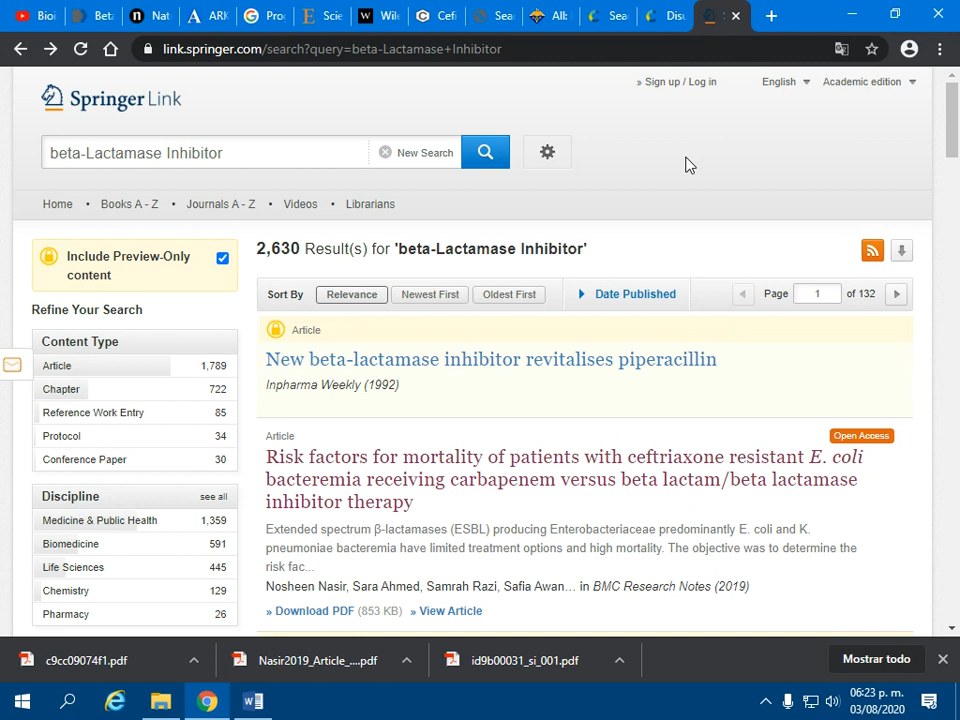 Bioi
Beta
Nat
ARK
Pro
Scie
Wile
Cefi
Sea
All:
Sea
Disu
link.springer.com/search?query=beta-Lactamase+Inhibitor
» Sign up / Log in
English
Academic edition
Springer Link
beta-Lactamase Inhibitor
New Search
Home • Books A - Z • Journals A - Z • Videos • Librarians
Include Preview-Only
content
2,630 Result(s) for 'beta-Lactamase Inhibitor'
Sort By Relevance Newest First Oldest First Date Published Page 1 of 132
Refine Your Search
Content Type
Article 1,789
Chapter 722
Reference Work Entry 85
Protocol 34
Conference Paper 30
Discipline see all
Medicine & Public Health 1,359
Biomedicine 591
Life Sciences 445
Chemistry 129
Pharmacy 26
Article
New beta-lactamase inhibitor revitalises piperacillin
Inpharma Weekly (1992)
Article
Open Access
Risk factors for mortality of patients with ceftriaxone resistant E. coli
bacteremia receiving carbapenem versus beta lactam/beta lactamase
inhibitor therapy
Extended spectrum β-lactamases (ESBL) producing Enterobacteriaceae predominantly E. coli and K.
pneumoniae bacteremia have limited treatment options and high mortality. The objective was to determine the
risk fac...
Nosheen Nasir, Sara Ahmed, Samrah Razi, Safia Awan… in BMC Research Notes (2019)
» Download PDF (853 KB) » View Article
c9cc09074f1.pdf
Nasir2019_Article_....pdf
id9b00031_si_001.pdf
Mostrar todo
06:23 p. m.
03/08/2020